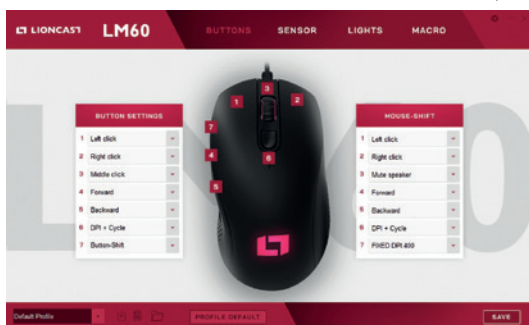 LIONCAST LM60 BUTTONS SENSOR LIGHTS MACRO
LM60
BUTTON SETTINGS
1 Left click
2 Right click
3 Middle click
4 Forward
5 Backward
6 DPI + Cycle
7 Button-Shift
1 2 3 4 5 6 7
MOUSE-SHIFT
1 Left click
2 Right click
3 Mute speaker
4 Forward
5 Backward
6 DPI + Cycle
7 FIXED DPI:400
Default Profile PROFILE DEFAULT SAVE